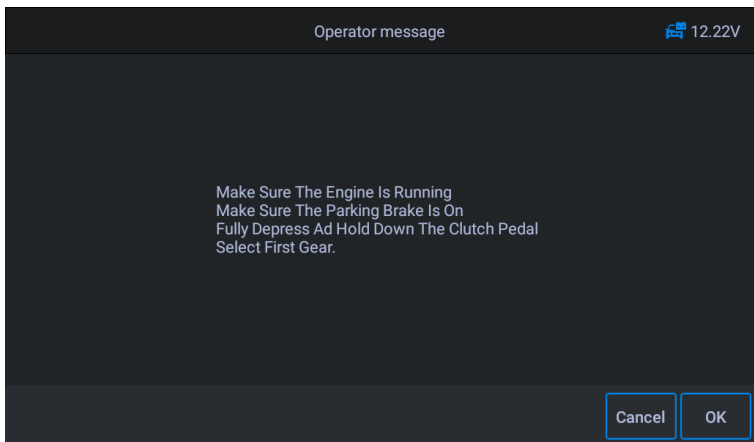 Operator message
12.22V
Make Sure The Engine Is Running
Make Sure The Parking Brake Is On
Fully Depress Ad Hold Down The Clutch Pedal
Select First Gear.
Cancel
OK